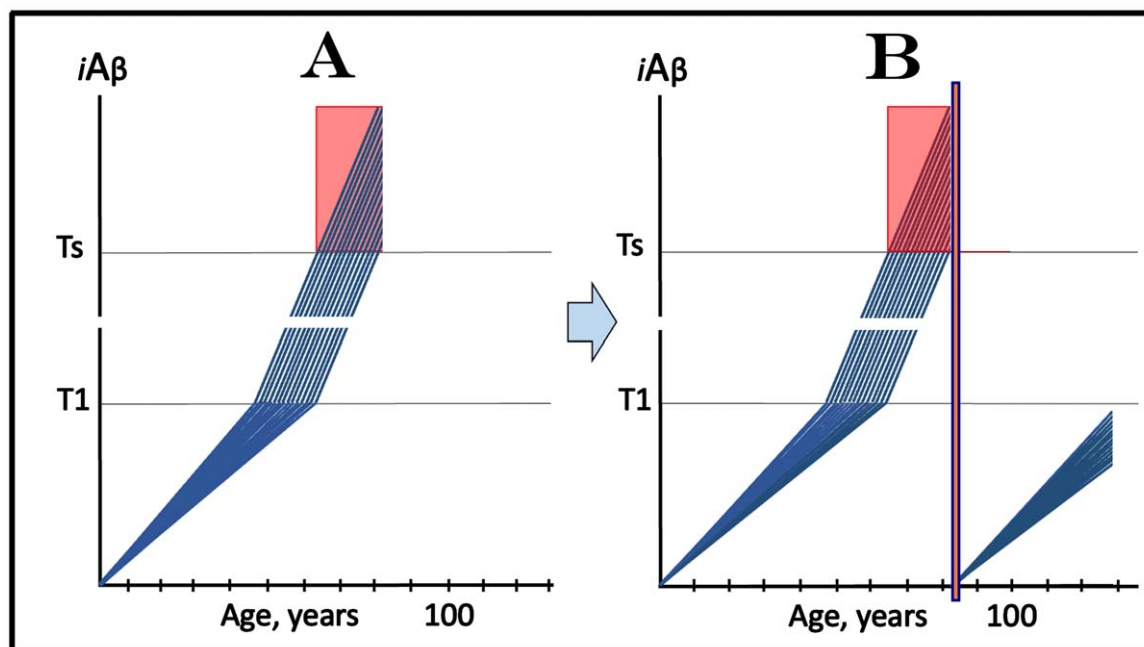 A
iAβ
Ts
T1
Age, years 100
B
iAβ
Ts
T1
Age, years 100